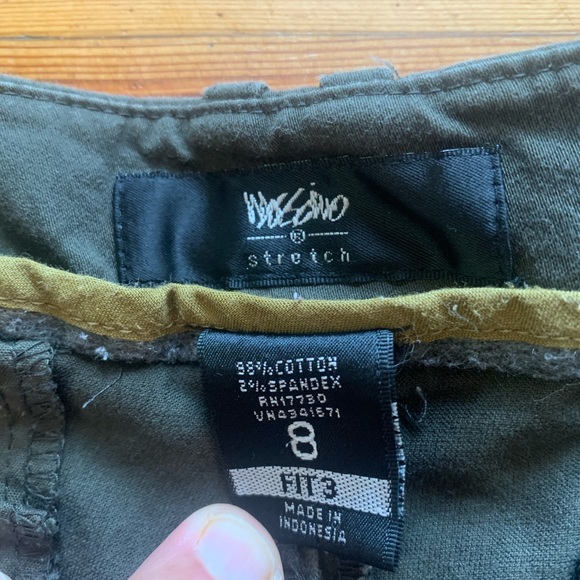 Mossimo
®
stretch
98% COTTON
2% SPANDEX
RN17730
VN4341671
8
FIT 3
MADE IN
INDONESIA